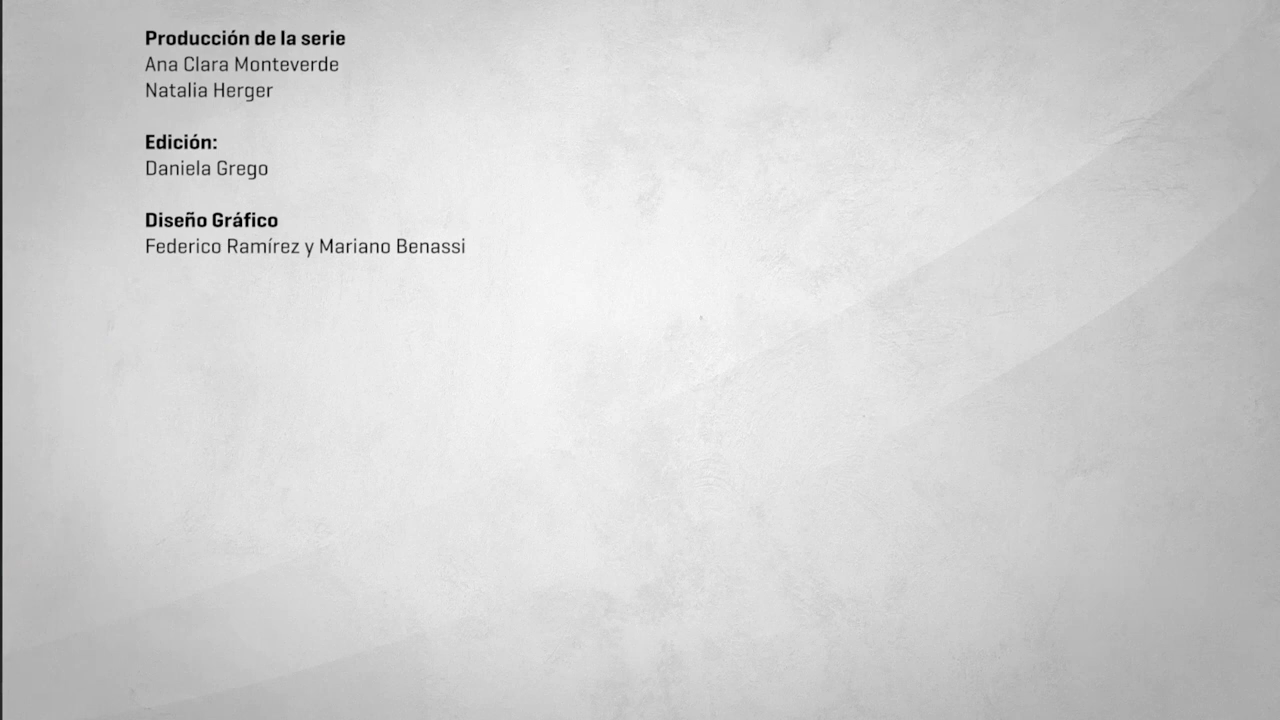 Producción de la serie
Ana Clara Monteverde
Natalia Herger
Edición:
Daniela Grego
Diseño Gráfico
Federico Ramírez y Mariano Benassi